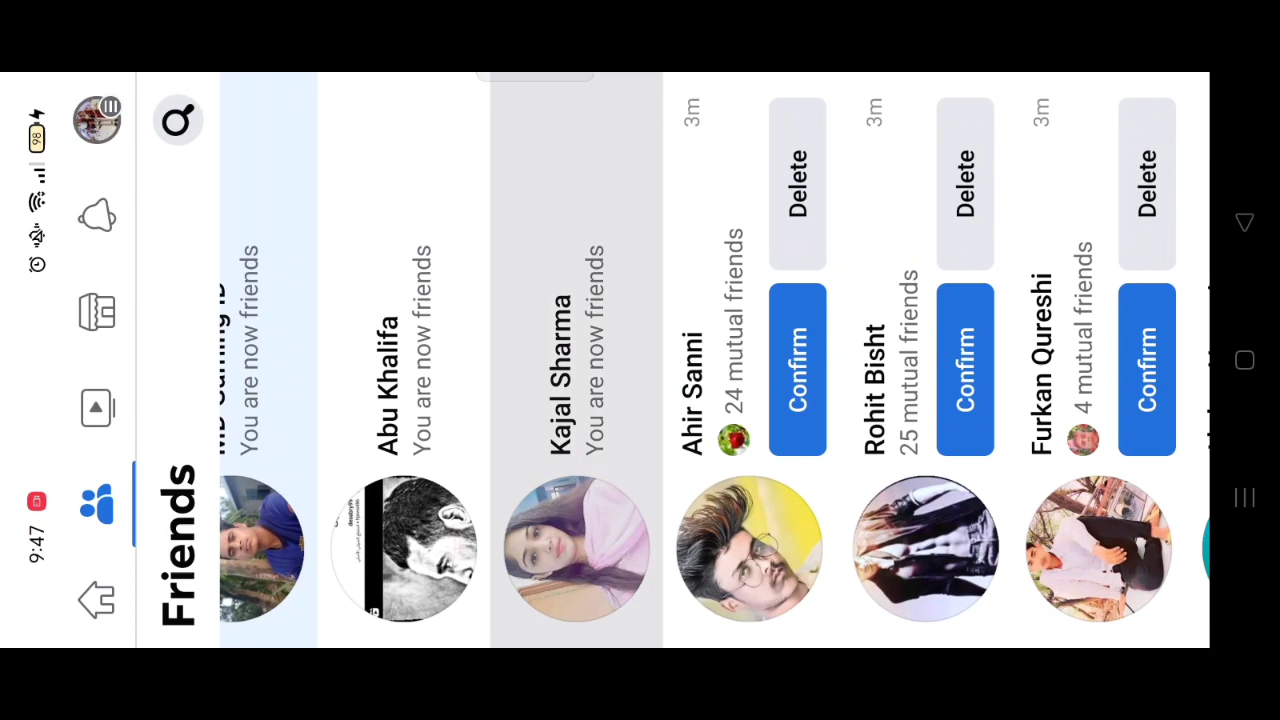 9:47
98
Friends
You are now friends
Abu Khalifa
You are now friends
Kajal Sharma
You are now friends
Ahir Sanni
3m
24 mutual friends
Confirm
Delete
Rohit Bisht
3m
25 mutual friends
Confirm
Delete
Furkan Qureshi
3m
4 mutual friends
Confirm
Delete